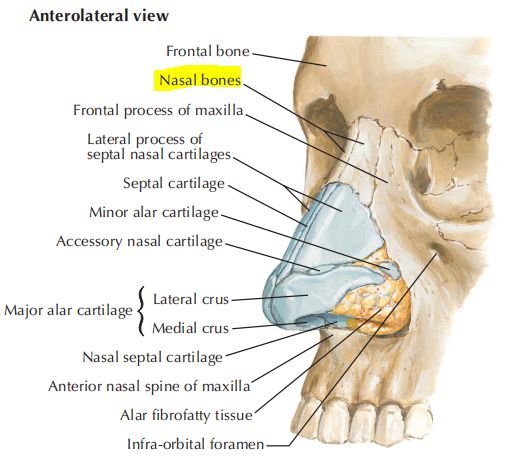 Anterolateral view
Frontal bone
Nasal bones
Frontal process of maxilla
Lateral process of
septal nasal cartilages
Septal cartilage
Minor alar cartilage
Accessory nasal cartilage
Major alar cartilage
Lateral crus
Medial crus
Nasal septal cartilage
Anterior nasal spine of maxilla
Alar fibrofatty tissue
Infra-orbital foramen